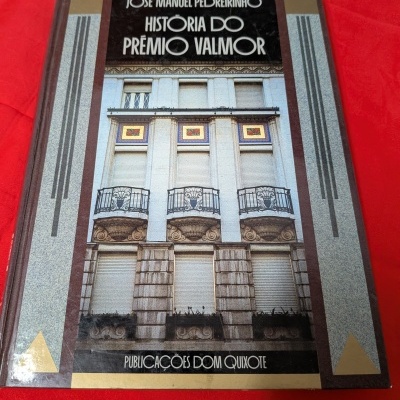 JOSÉ MANUEL PEDREIRINHO
HISTÓRIA DO
PRÉMIO VALMOR
PUBLICAÇÕES DOM QUIXOTE